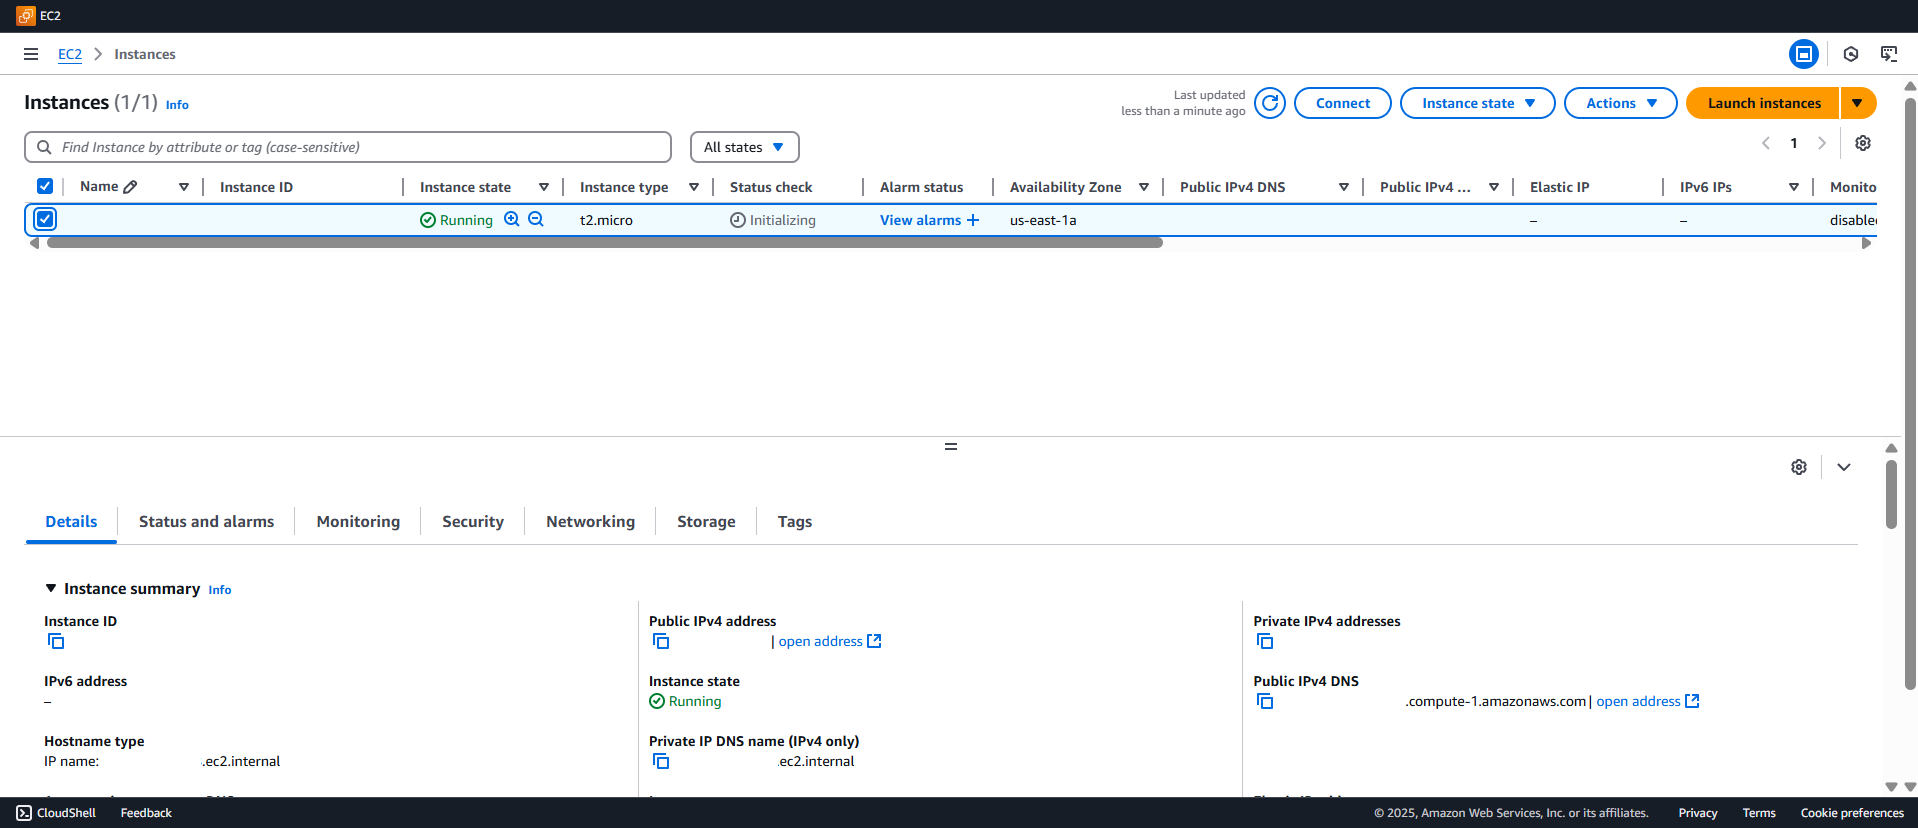 EC2
EC2 > Instances
Instances (1/1) Info
Last updated
less than a minute ago
Connect
Instance state
Actions
Launch instances
Find Instance by attribute or tag (case-sensitive)
All states
1
Name Instance ID Instance state Instance type Status check Alarm status Availability Zone Public IPv4 DNS Public IPv4 ... Elastic IP IPv6 IPs Monito
Running t2.micro Initializing View alarms + us-east-1a – – disable
Details Status and alarms Monitoring Security Networking Storage Tags
Instance summary Info
Instance ID
IPv6 address
–
Hostname type
IP name: .ec2.internal
Public IPv4 address
| open address
Instance state
Running
Private IP DNS name (IPv4 only)
.ec2.internal
Private IPv4 addresses
Public IPv4 DNS
.compute-1.amazonaws.com | open address
CloudShell Feedback © 2025, Amazon Web Services, Inc. or its affiliates. Privacy Terms Cookie preferences